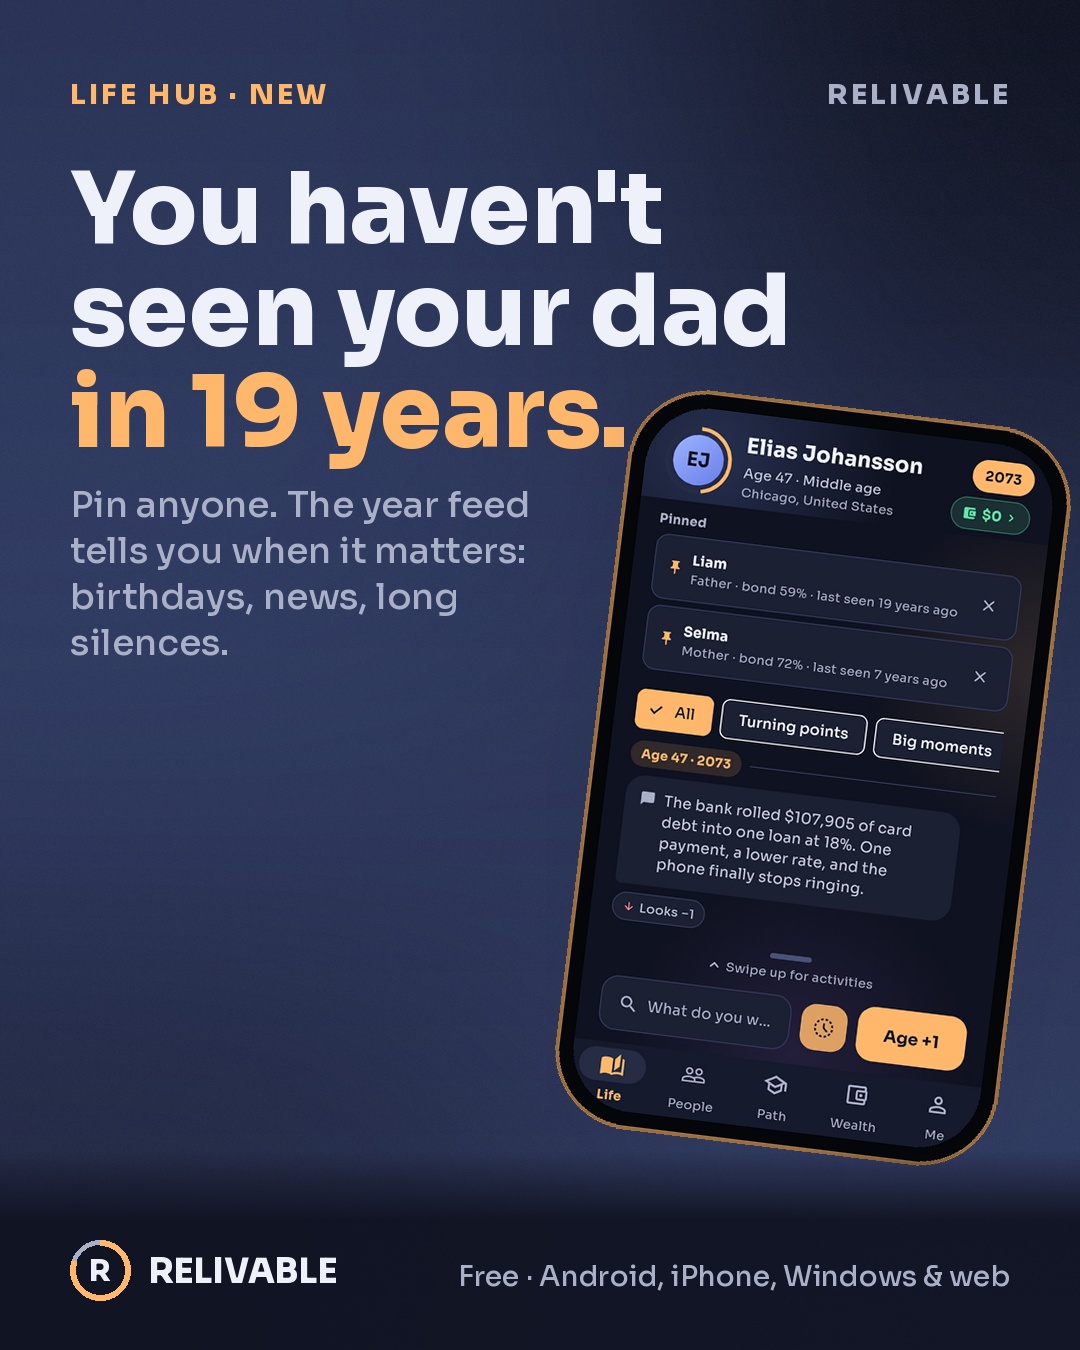 LIFE HUB · NEW
RELIVABLE
You haven't
seen your dad
in 19 years.
Pin anyone. The year feed
tells you when it matters:
birthdays, news, long
silences.
EJ
Elias Johansson
Age 47 · Middle age
Chicago, United States
2073
$0 ›
Pinned
Liam
Father · bond 59% · last seen 19 years ago
Selma
Mother · bond 72% · last seen 7 years ago
All
Turning points
Big moments
Age 47 · 2073
The bank rolled $107,905 of card
debt into one loan at 18%. One
payment, a lower rate, and the
phone finally stops ringing.
Looks −1
Swipe up for activities
What do you w...
Age +1
Life
People
Path
Wealth
Me
R
RELIVABLE
Free · Android, iPhone, Windows & web